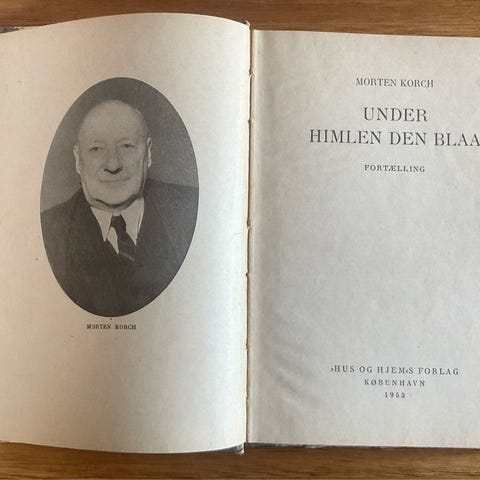 MORTEN KORCH
MORTEN KORCH
UNDER
HIMLEN DEN BLAA
FORTÆLLING
»HUS OG HJEM«S FORLAG
KØBENHAVN
1953